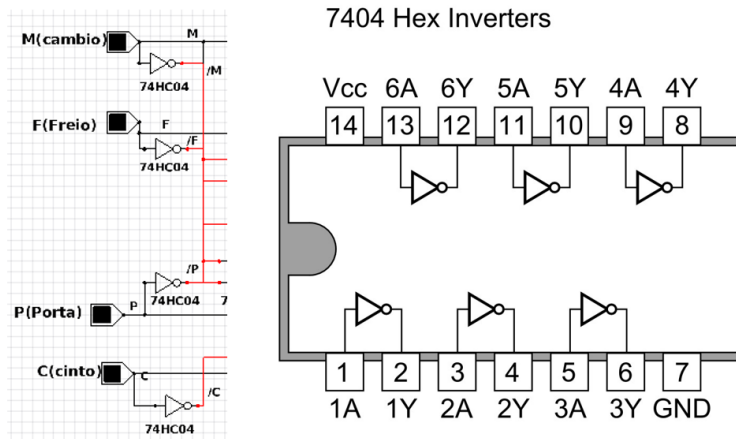 7404 Hex Inverters
M(cambio)
M
/M
74HC04
F(Freio)
F
/F
74HC04
/P
74HC04
7
P(Porta)
P
C(cinto)
C
/C
74HC04
Vcc 6A 6Y 5A 5Y 4A 4Y
14 13 12 11 10 9 8
1 2 3 4 5 6 7
1A 1Y 2A 2Y 3A 3Y GND